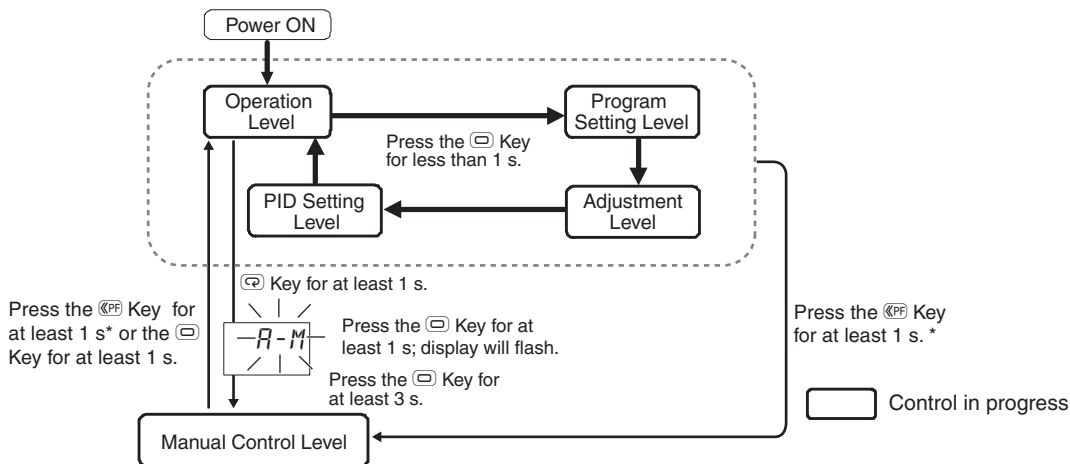 Power ON
Operation
Level
Program
Setting Level
Press the Key
for less than 1 s.
PID Setting
Level
Adjustment
Level
Key for at least 1 s.
Press the PF Key for
at least 1 s* or the
Key for at least 1 s.
A-M
Press the Key for at
least 1 s; display will flash.
Press the Key for
at least 3 s.
Press the PF Key
for at least 1 s. *
Manual Control Level
Control in progress